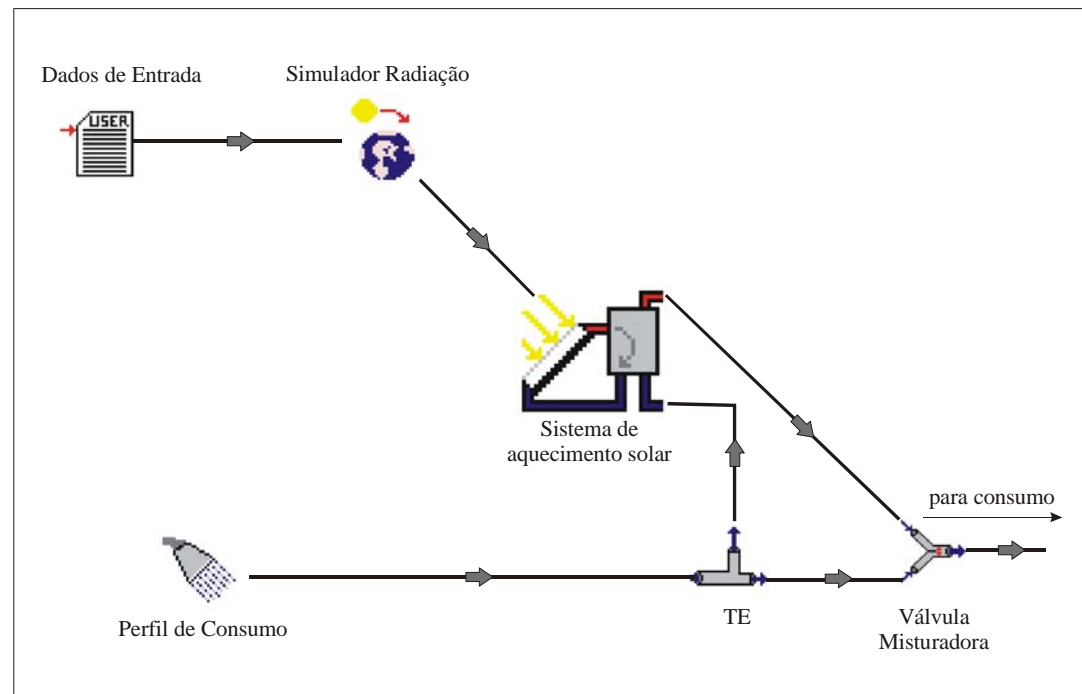 Dados de Entrada
Simulador Radiação
USER
Sistema de
aquecimento solar
para consumo
Perfil de Consumo
TE
Válvula
Misturadora